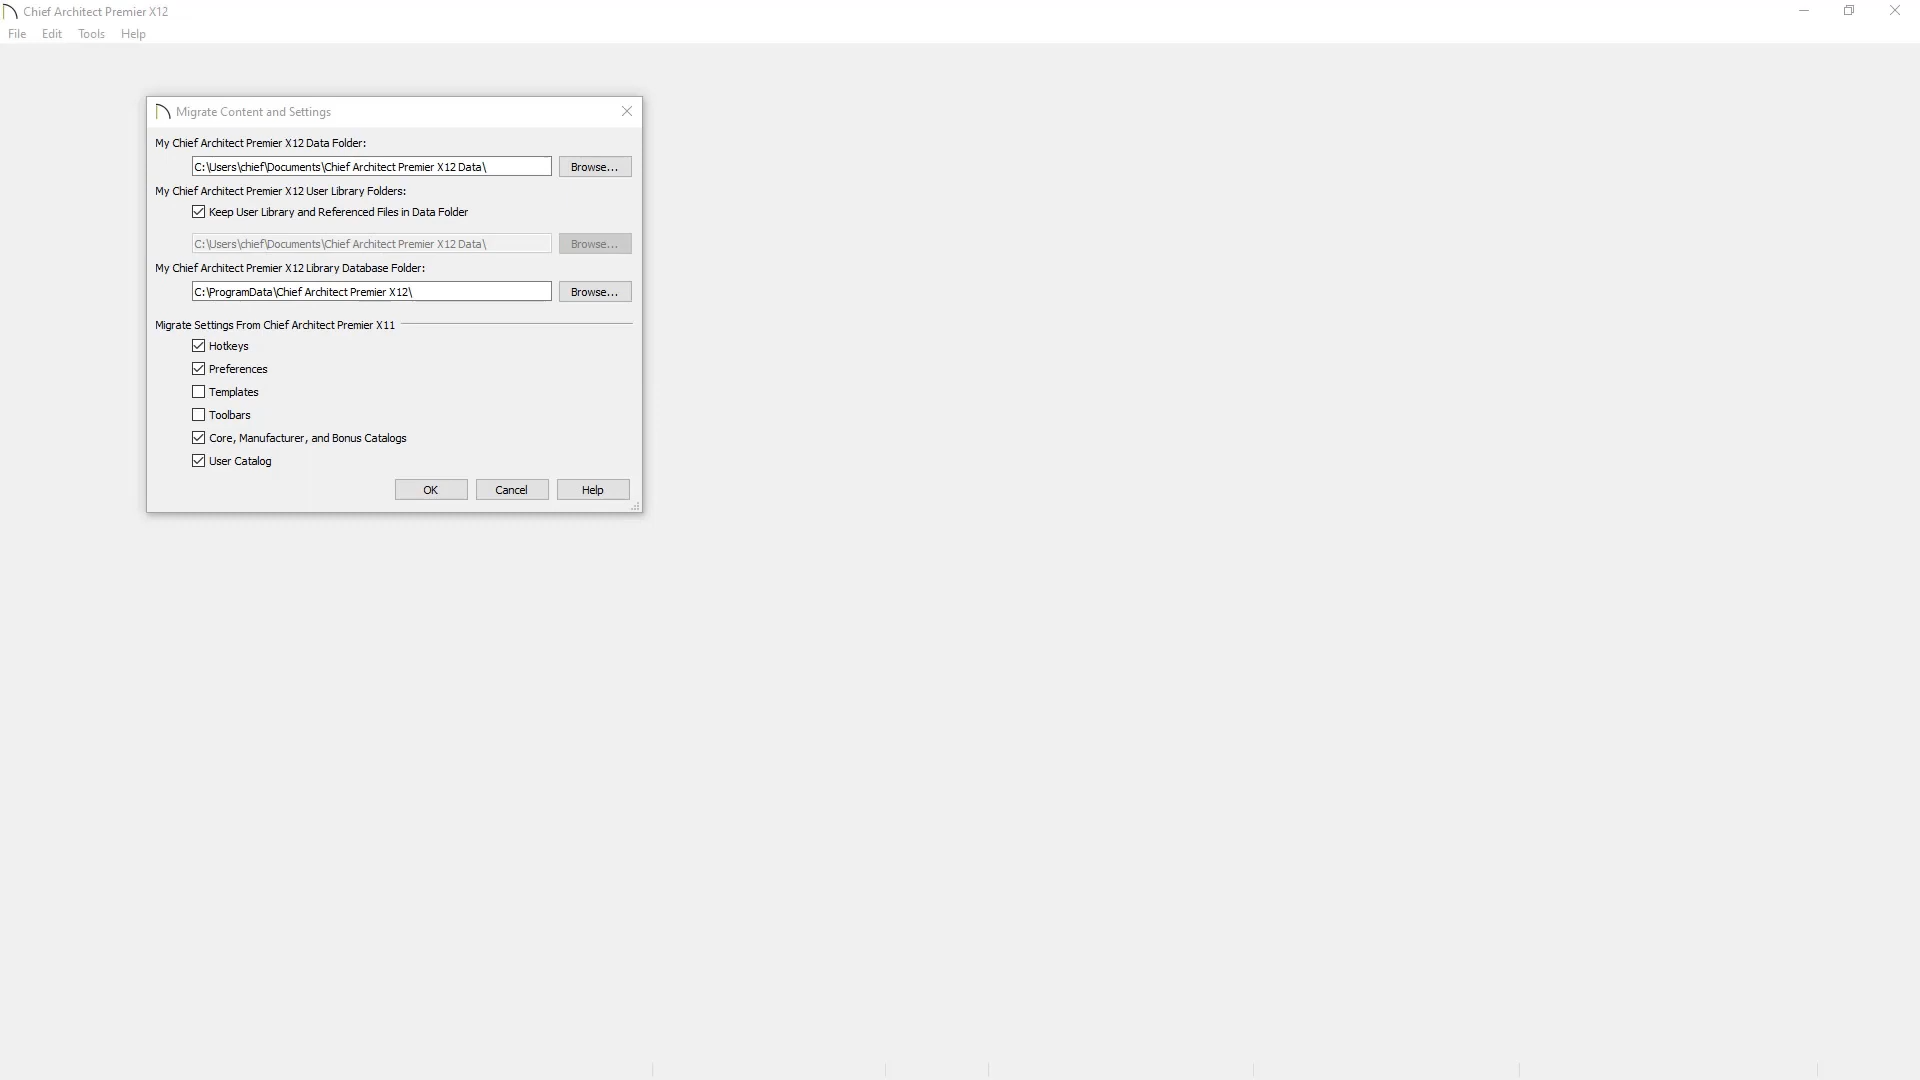 Chief Architect Premier X12
File Edit Tools Help
Migrate Content and Settings
My Chief Architect Premier X12 Data Folder:
C:\Users\chief\Documents\Chief Architect Premier X12 Data\ Browse...
My Chief Architect Premier X12 User Library Folders:
Keep User Library and Referenced Files in Data Folder
C:\Users\chief\Documents\Chief Architect Premier X12 Data\ Browse...
My Chief Architect Premier X12 Library Database Folder:
C:\ProgramData\Chief Architect Premier X12\ Browse...
Migrate Settings From Chief Architect Premier X11
Hotkeys
Preferences
Templates
Toolbars
Core, Manufacturer, and Bonus Catalogs
User Catalog
OK Cancel Help